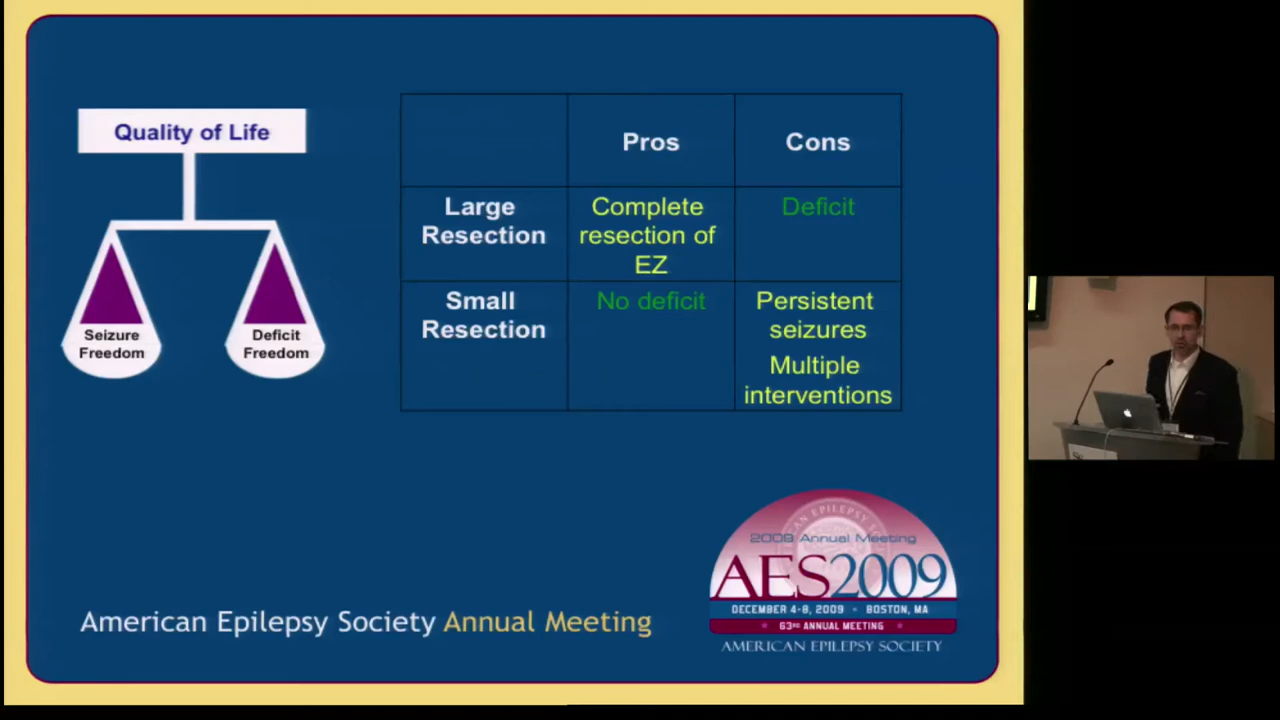 Quality of Life
Seizure
Freedom
Deficit
Freedom
Pros
Cons
Large
Resection
Complete
resection of
EZ
Deficit
Small
Resection
No deficit
Persistent
seizures
Multiple
interventions
American Epilepsy Society Annual Meeting
2009 Annual Meeting
AES2009
DECEMBER 4-8, 2009 • BOSTON, MA
63RD ANNUAL MEETING
AMERICAN EPILEPSY SOCIETY